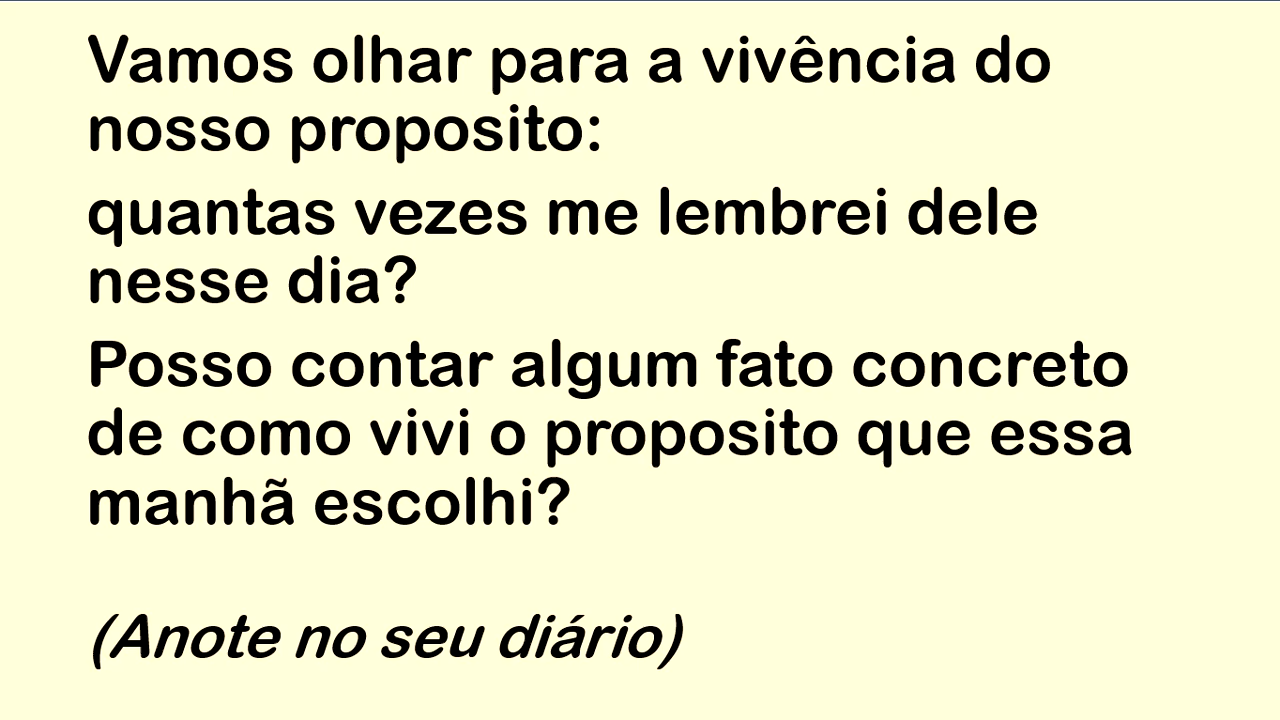 Vamos olhar para a vivência do
nosso proposito:
quantas vezes me lembrei dele
nesse dia?
Posso contar algum fato concreto
de como vivi o proposito que essa
manhã escolhi?
(Anote no seu diário)